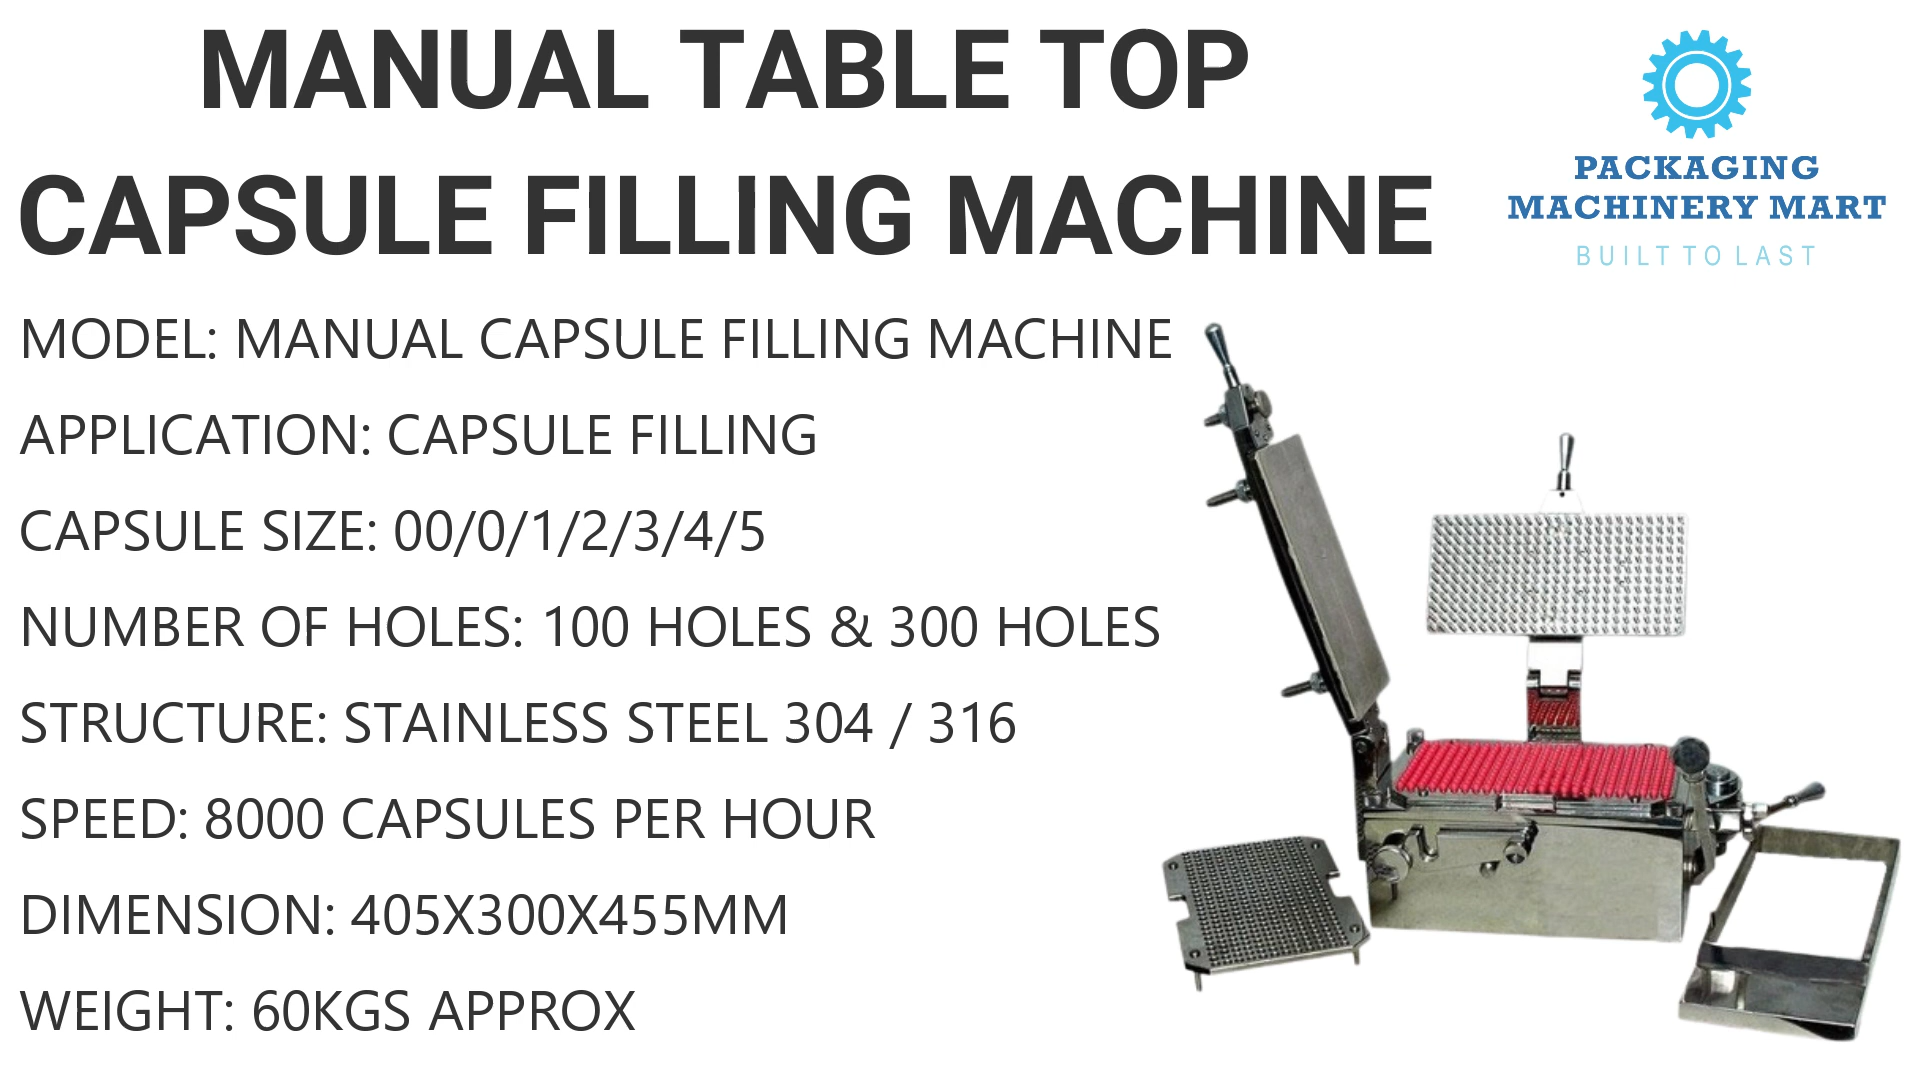 MANUAL TABLE TOP
CAPSULE FILLING MACHINE
PACKAGING
MACHINERY MART
BUILT TO LAST
MODEL: MANUAL CAPSULE FILLING MACHINE
APPLICATION: CAPSULE FILLING
CAPSULE SIZE: 00/0/1/2/3/4/5
NUMBER OF HOLES: 100 HOLES & 300 HOLES
STRUCTURE: STAINLESS STEEL 304 / 316
SPEED: 8000 CAPSULES PER HOUR
DIMENSION: 405X300X455MM
WEIGHT: 60KGS APPROX